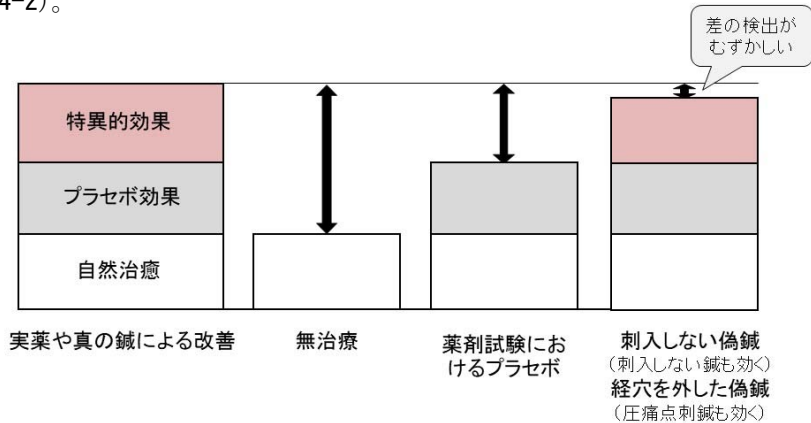 4-2)。
差の検出が
むずかしい
特異的効果
プラセボ効果
自然治癒
実薬や真の鍼による改善
無治療
薬剤試験にお
けるプラセボ
刺入しない偽鍼
(刺入しない鍼も効く)
経穴を外した偽鍼
(圧痛点刺鍼も効く)